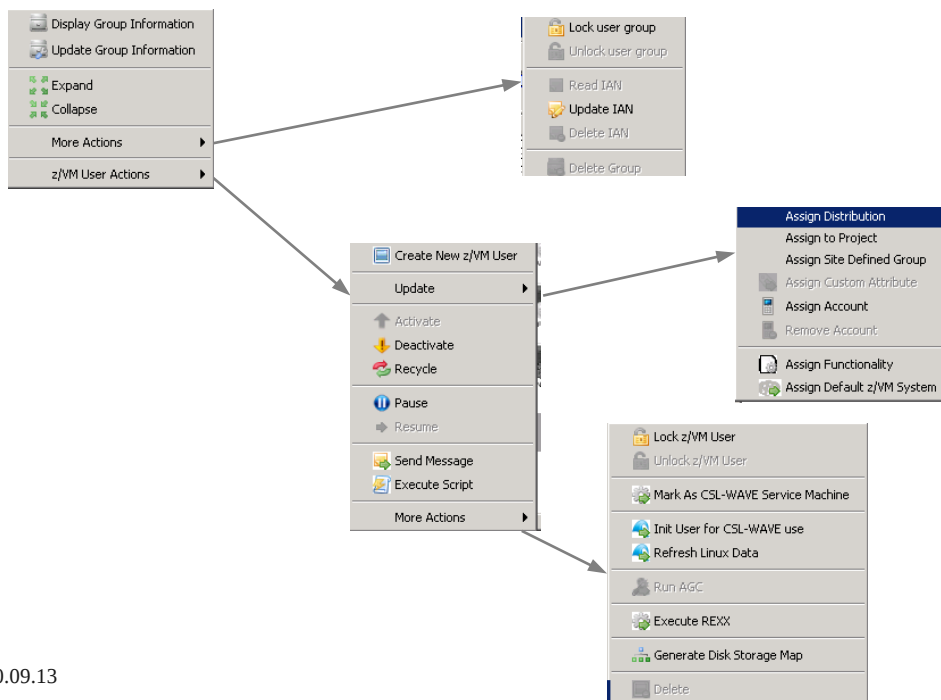 Display Group Information
Update Group Information
Expand
Collapse
More Actions
z/VM User Actions
Lock user group
Unlock user group
Read IAN
Update IAN
Delete IAN
Delete Group
Create New z/VM User
Update
Activate
Deactivate
Recycle
Pause
Resume
Send Message
Execute Script
More Actions
Assign Distribution
Assign to Project
Assign Site Defined Group
Assign Custom Attribute
Assign Account
Remove Account
Assign Functionality
Assign Default z/VM System
Lock z/VM User
Unlock z/VM User
Mark As CSL-WAVE Service Machine
Init User for CSL-WAVE use
Refresh Linux Data
Run AGC
Execute REXX
Generate Disk Storage Map
Delete
0.09.13